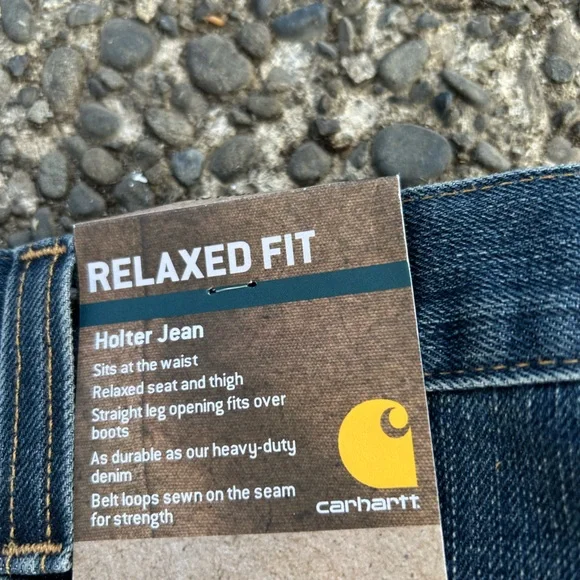 RELAXED FIT
Holter Jean
Sits at the waist
Relaxed seat and thigh
Straight leg opening fits over
boots
As durable as our heavy-duty
denim
Belt loops sewn on the seam
for strength
carhartt